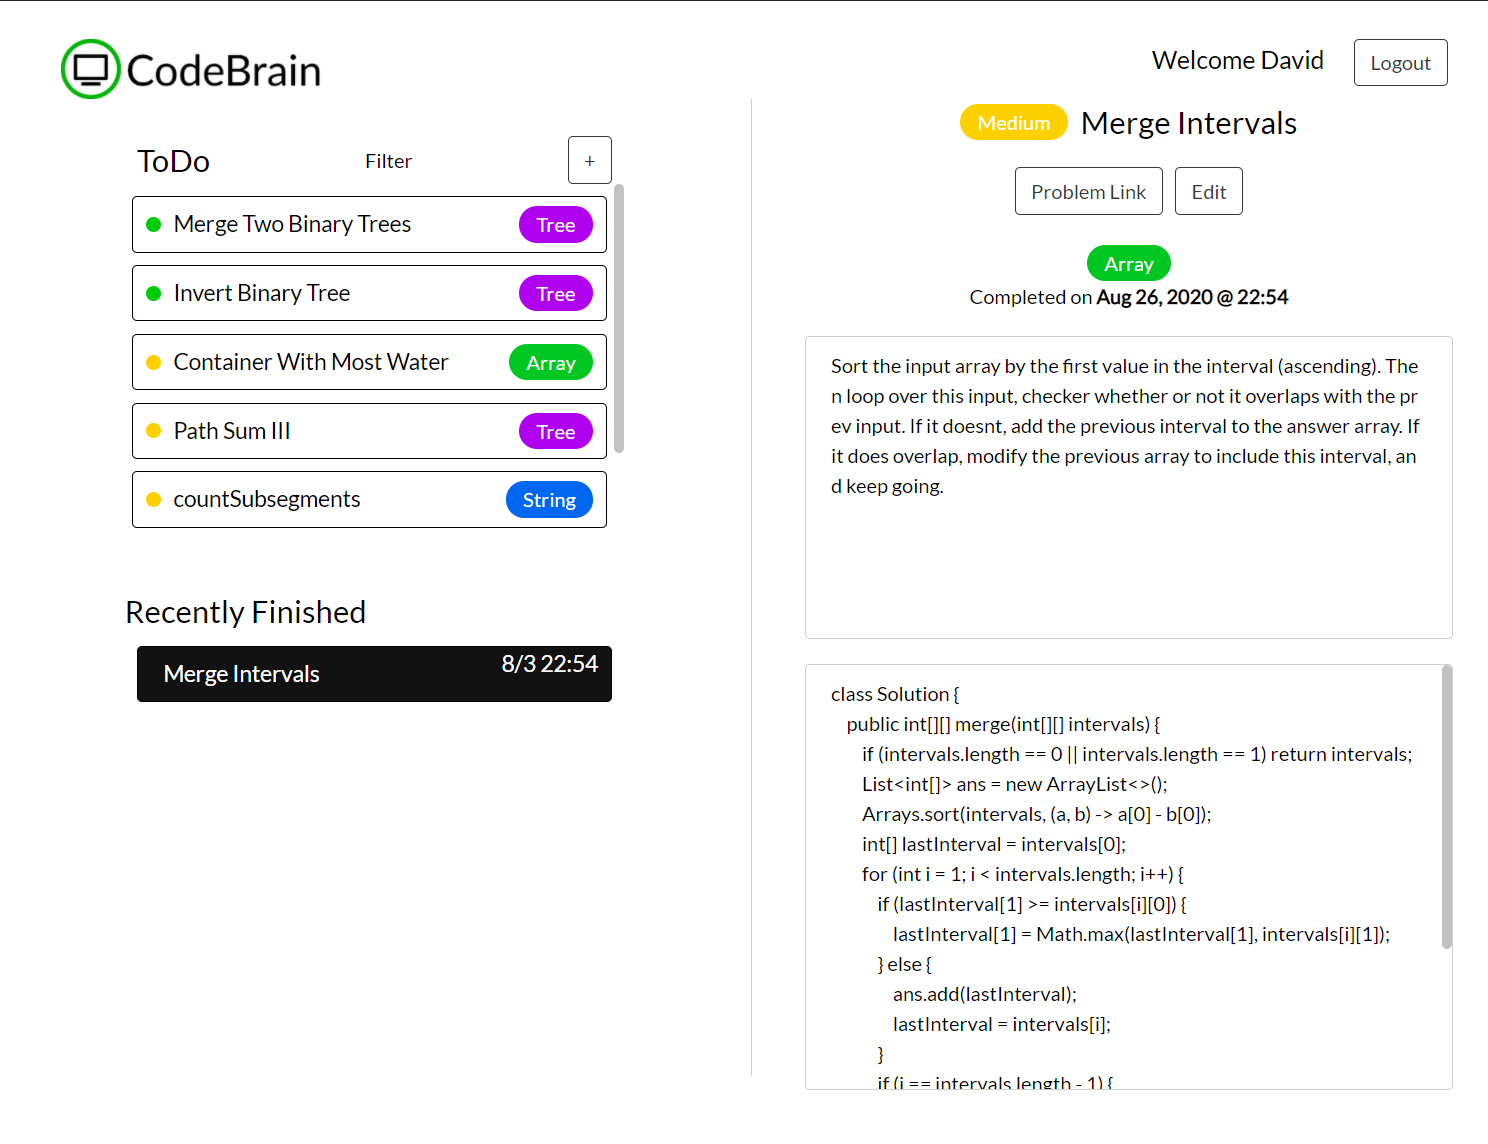 CodeBrain
Welcome David
Logout
ToDo
Filter
+
Merge Two Binary Trees
Tree
Invert Binary Tree
Tree
Container With Most Water
Array
Path Sum III
Tree
countSubsegments
String
Recently Finished
Merge Intervals
8/3 22:54
Medium
Merge Intervals
Problem Link
Edit
Array
Completed on Aug 26, 2020 @ 22:54
Sort the input array by the first value in the interval (ascending). The
n loop over this input, checker whether or not it overlaps with the pr
ev input. If it doesnt, add the previous interval to the answer array. If
it does overlap, modify the previous array to include this interval, an
d keep going.
class Solution {
public int[][] merge(int[][] intervals) {
if (intervals.length == 0 || intervals.length == 1) return intervals;
List<int[]> ans = new ArrayList<>();
Arrays.sort(intervals, (a, b) -> a[0] - b[0]);
int[] lastInterval = intervals[0];
for (int i = 1; i < intervals.length; i++) {
if (lastInterval[1] >= intervals[i][0]) {
lastInterval[1] = Math.max(lastInterval[1], intervals[i][1]);
} else {
ans.add(lastInterval);
lastInterval = intervals[i];
}
if (i == intervals.length - 1) {